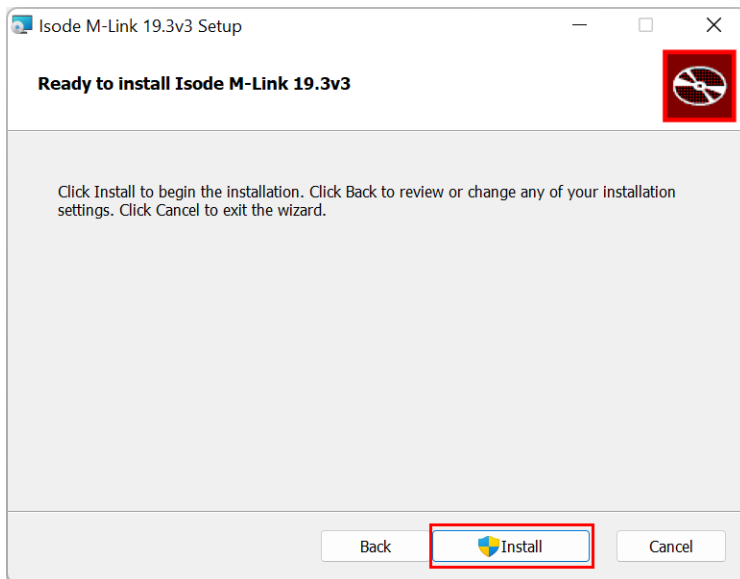 Isode M-Link 19.3v3 Setup
Ready to install Isode M-Link 19.3v3
Click Install to begin the installation. Click Back to review or change any of your installation
settings. Click Cancel to exit the wizard.
Back
Install
Cancel